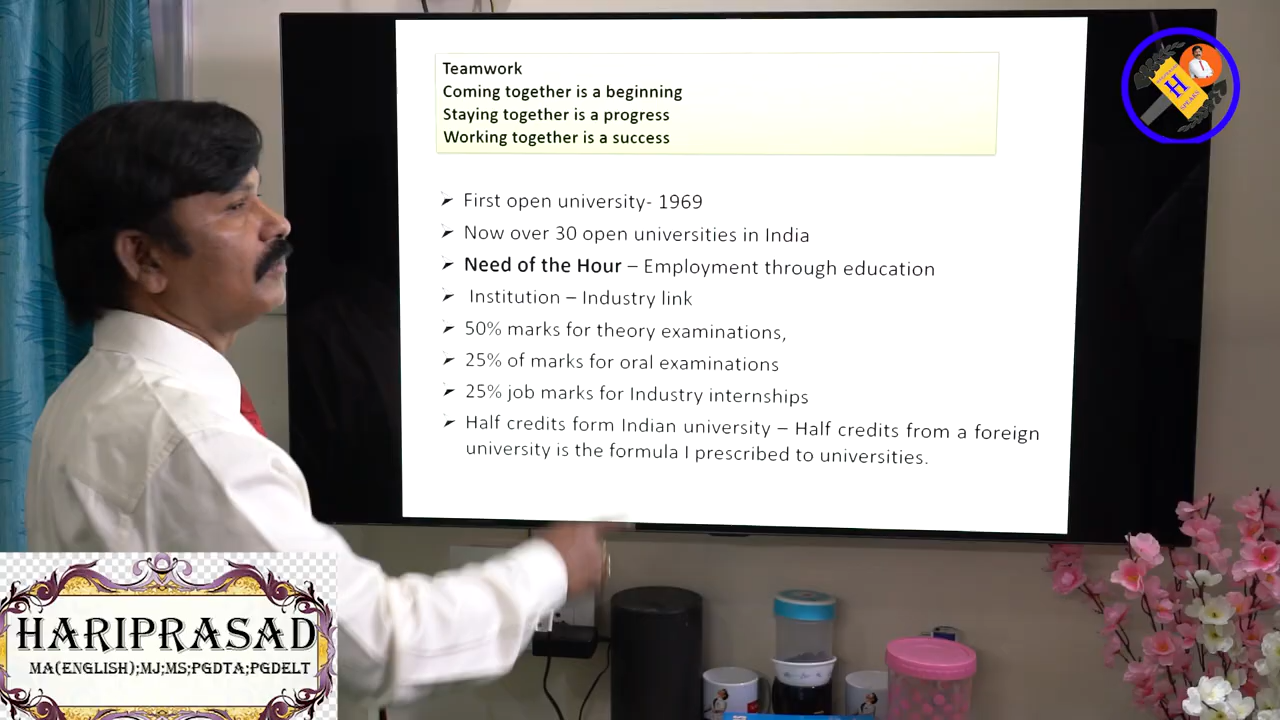 Teamwork
Coming together is a beginning
Staying together is a progress
Working together is a success
➢ First open university- 1969
➢ Now over 30 open universities in India
➢ Need of the Hour – Employment through education
➢ Institution – Industry link
➢ 50% marks for theory examinations,
➢ 25% of marks for oral examinations
➢ 25% job marks for Industry internships
➢ Half credits form Indian university – Half credits from a foreign
university is the formula I prescribed to universities.
H
SPEAKS
HARIPRASAD
MA(ENGLISH);MJ;MS;PGDTA;PGDELT